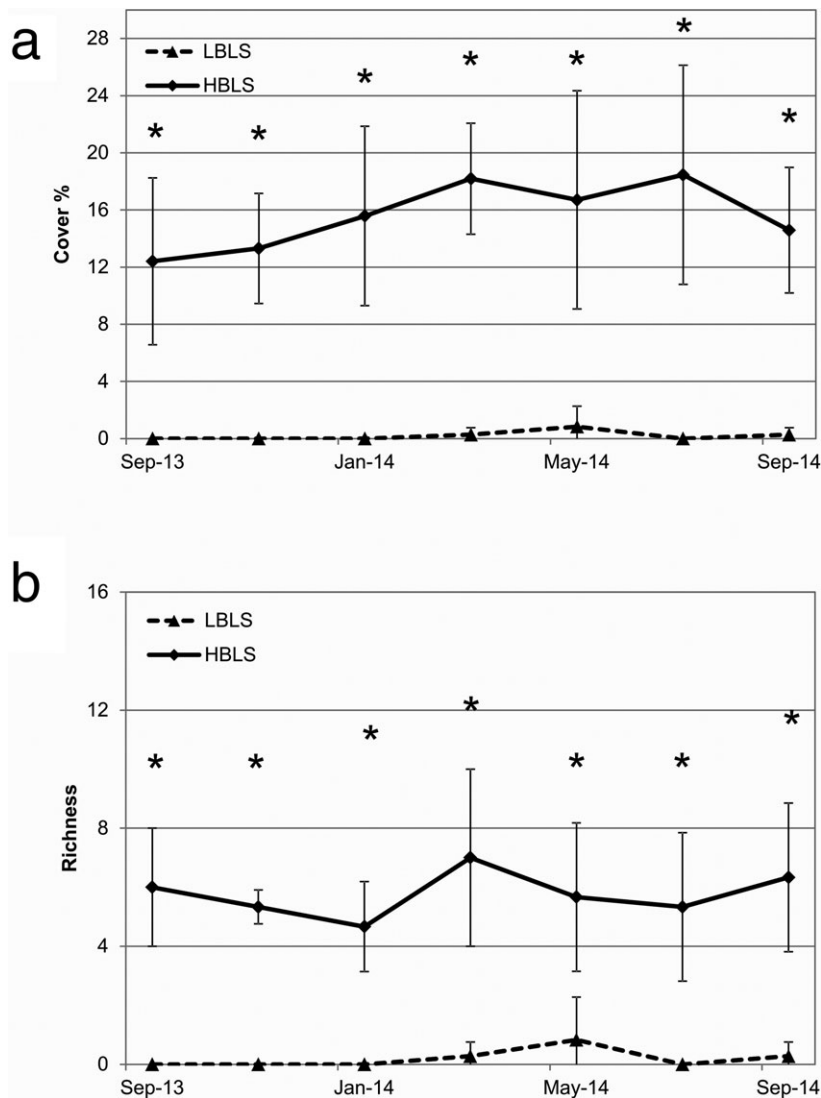 a
28
24
20
16
12
8
4
0
Cover %
LBLS
HBLS
* * * * * * *
Sep-13 Jan-14 May-14 Sep-14
b
16
12
8
4
0
Richness
LBLS
HBLS
* * * * * * *
Sep-13 Jan-14 May-14 Sep-14